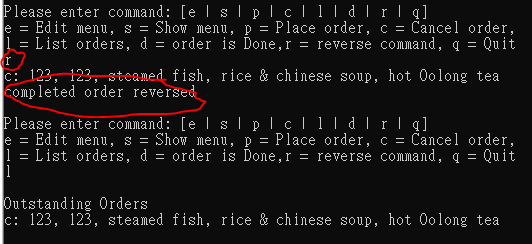 Please enter command: [e | s | p | c | l | d | r | q]
e = Edit menu, s = Show menu, p = Place order, c = Cancel order,
l = List orders, d = order is Done,r = reverse command, q = Quit
r
c: 123, 123, steamed fish, rice & chinese soup, hot Oolong tea
completed order reversed
Please enter command: [e | s | p | c | l | d | r | q]
e = Edit menu, s = Show menu, p = Place order, c = Cancel order,
l = List orders, d = order is Done,r = reverse command, q = Quit
l
Outstanding Orders
c: 123, 123, steamed fish, rice & chinese soup, hot Oolong tea